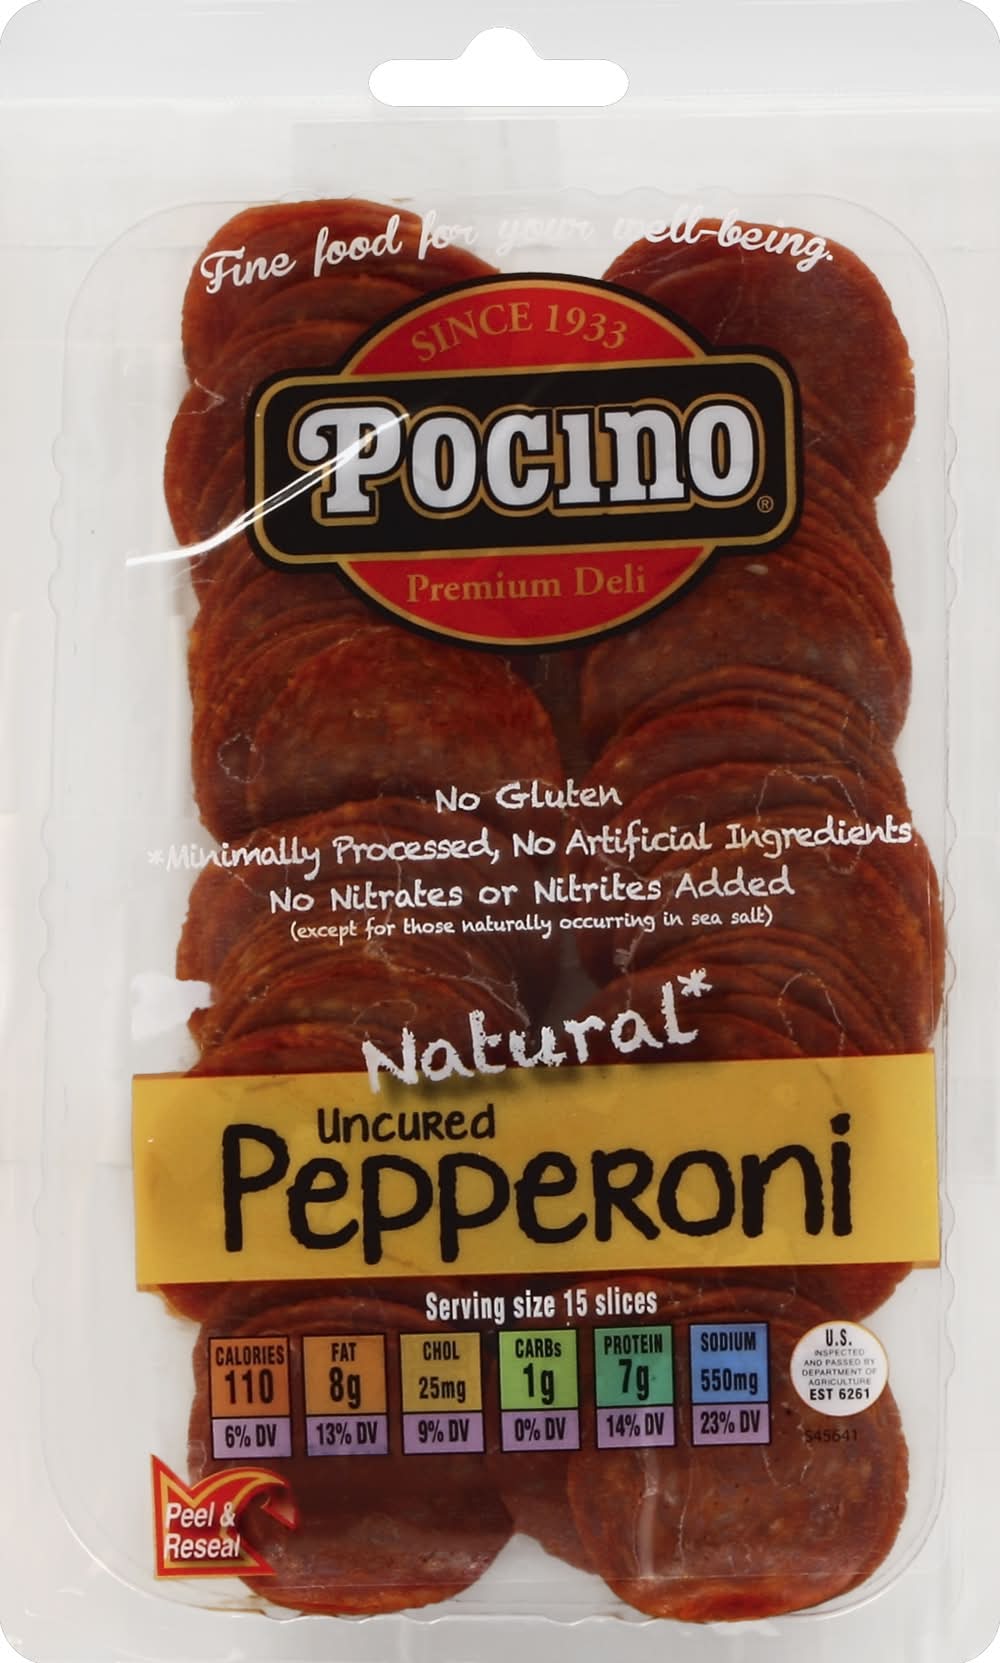 Fine food for your well-being.
SINCE 1933
Pocino®
Premium Deli
No Gluten
*Minimally Processed, No Artificial Ingredients
No Nitrates or Nitrites Added
(except for those naturally occurring in sea salt)
Natural*
Uncured
Pepperoni
Serving size 15 slices
CALORIES 110 6% DV
FAT 8g 13% DV
CHOL 25mg 9% DV
CARBs 1g 0% DV
PROTEIN 7g 14% DV
SODIUM 550mg 23% DV
U.S.
INSPECTED
AND PASSED BY
DEPARTMENT OF
AGRICULTURE
EST 6261
S45641
Peel &
Reseal